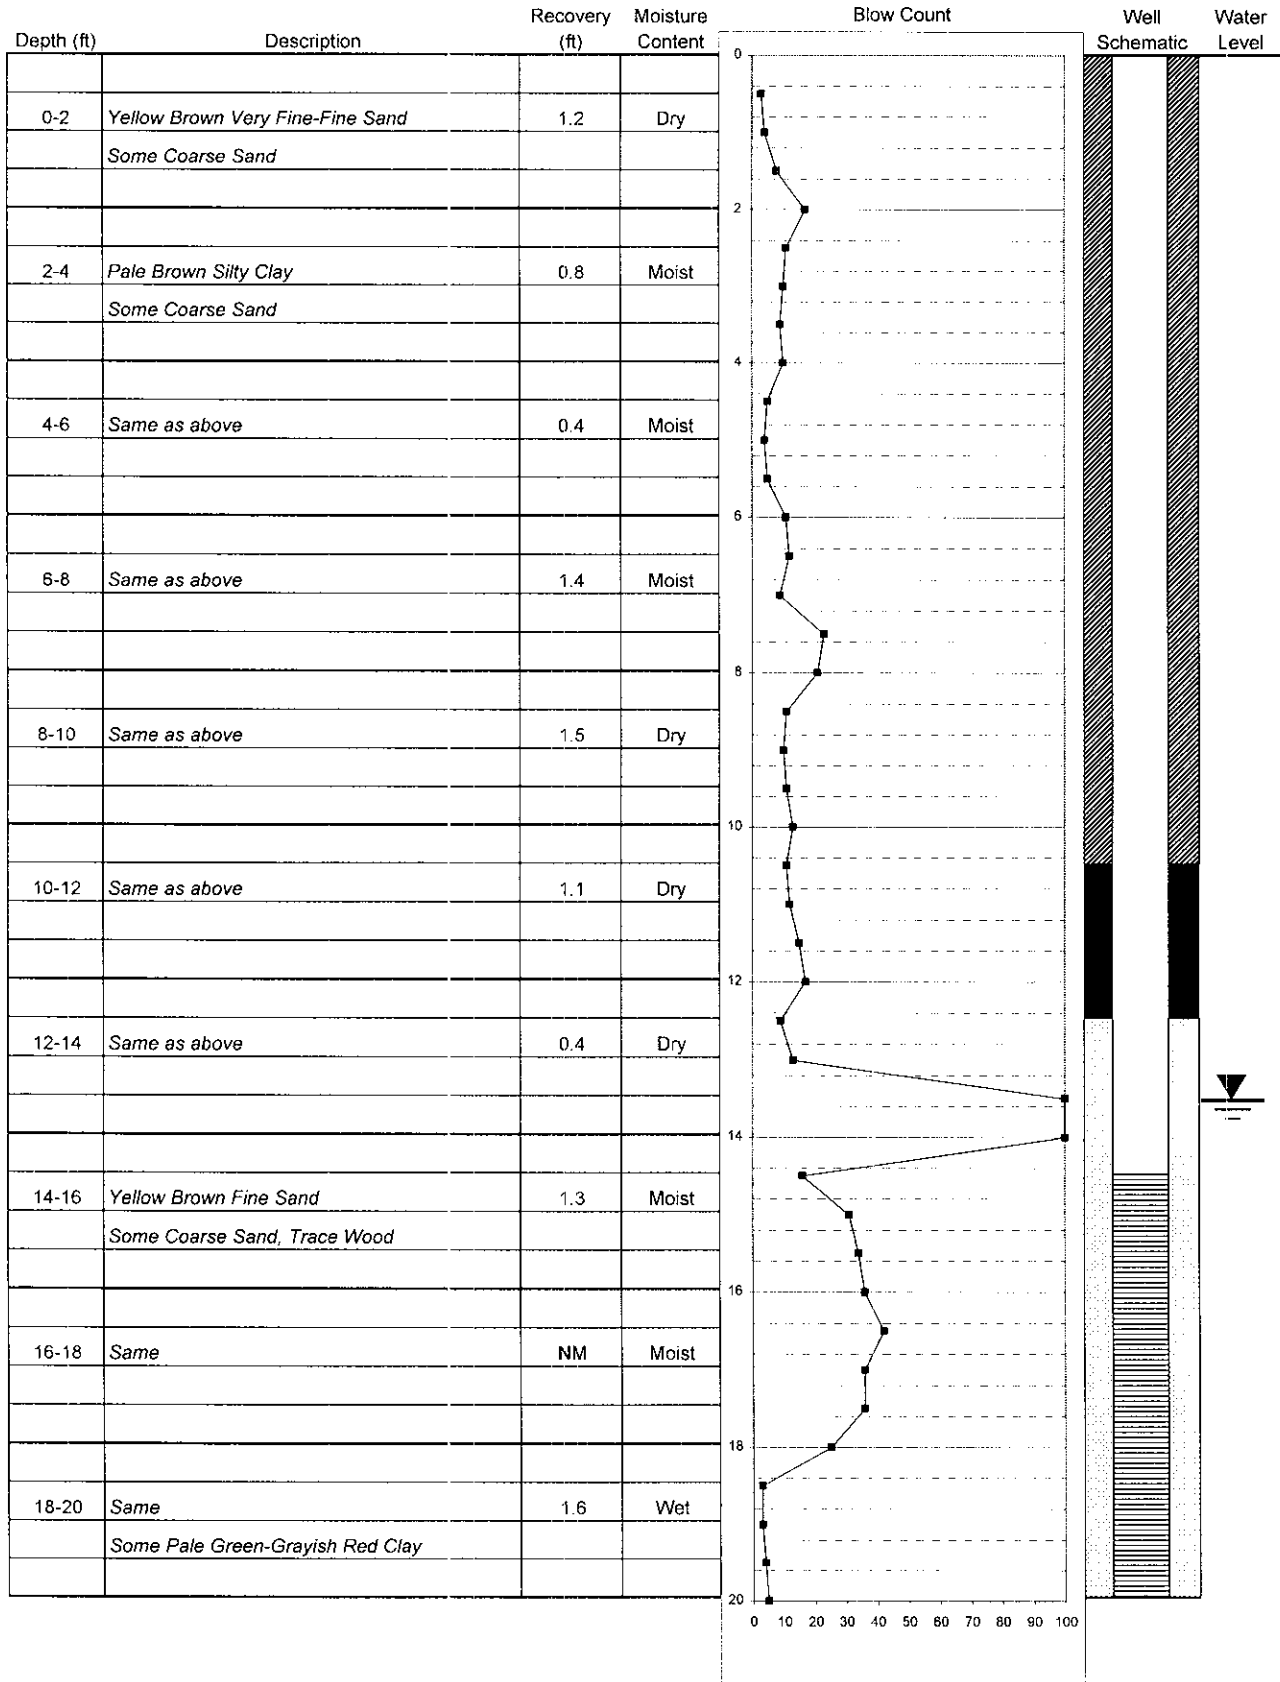 Recovery Moisture Blow Count Well Water
Depth (ft) Description (ft) Content Schematic Level
0
0-2 Yellow Brown Very Fine-Fine Sand 1.2 Dry
Some Coarse Sand
2
2-4 Pale Brown Silty Clay 0.8 Moist
Some Coarse Sand
4
4-6 Same as above 0.4 Moist
6
6-8 Same as above 1.4 Moist
8
8-10 Same as above 1.5 Dry
10
10-12 Same as above 1.1 Dry
12
12-14 Same as above 0.4 Dry
14
14-16 Yellow Brown Fine Sand 1.3 Moist
Some Coarse Sand, Trace Wood
16
16-18 Same NM Moist
18
18-20 Same 1.6 Wet
Some Pale Green-Grayish Red Clay
20
0 10 20 30 40 50 60 70 80 90 100